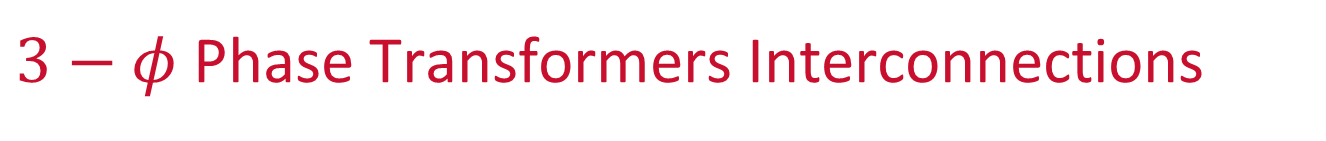 3 − ϕ Phase Transformers Interconnections